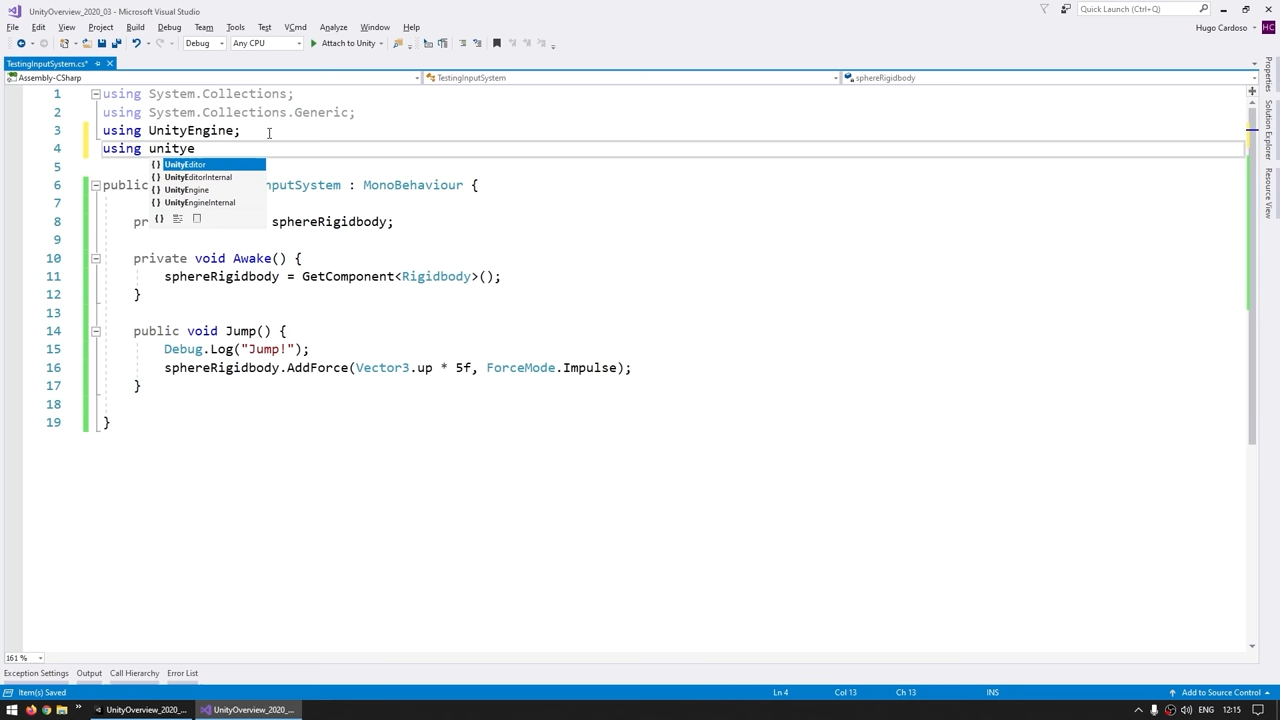 UnityOverview_2020_03 - Microsoft Visual Studio
Quick Launch (Ctrl+Q)
File Edit View Project Build Debug Team Tools Test VCmd Analyze Window Help
Hugo Cardoso HC
Debug Any CPU Attach to Unity
TestingInputSystem.cs*
Assembly-CSharp TestingInputSystem sphereRigidbody
1 using System.Collections;
2 using System.Collections.Generic;
3 using UnityEngine;
4 using unitye
{ } UnityEditor
5
{ } UnityEditorInternal
6 public nputSystem : MonoBehaviour {
{ } UnityEngine
7
{ } UnityEngineInternal
8 pr sphereRigidbody;
9
10 private void Awake() {
11 sphereRigidbody = GetComponent<Rigidbody>();
12 }
13
14 public void Jump() {
15 Debug.Log("Jump!");
16 sphereRigidbody.AddForce(Vector3.up * 5f, ForceMode.Impulse);
17 }
18
19 }
Properties
Solution Explorer
Resource View
161 %
Exception Settings Output Call Hierarchy Error List
Item(s) Saved Ln 4 Col 13 Ch 13 INS Add to Source Control
UnityOverview_2020_... UnityOverview_2020_... ENG 12:15